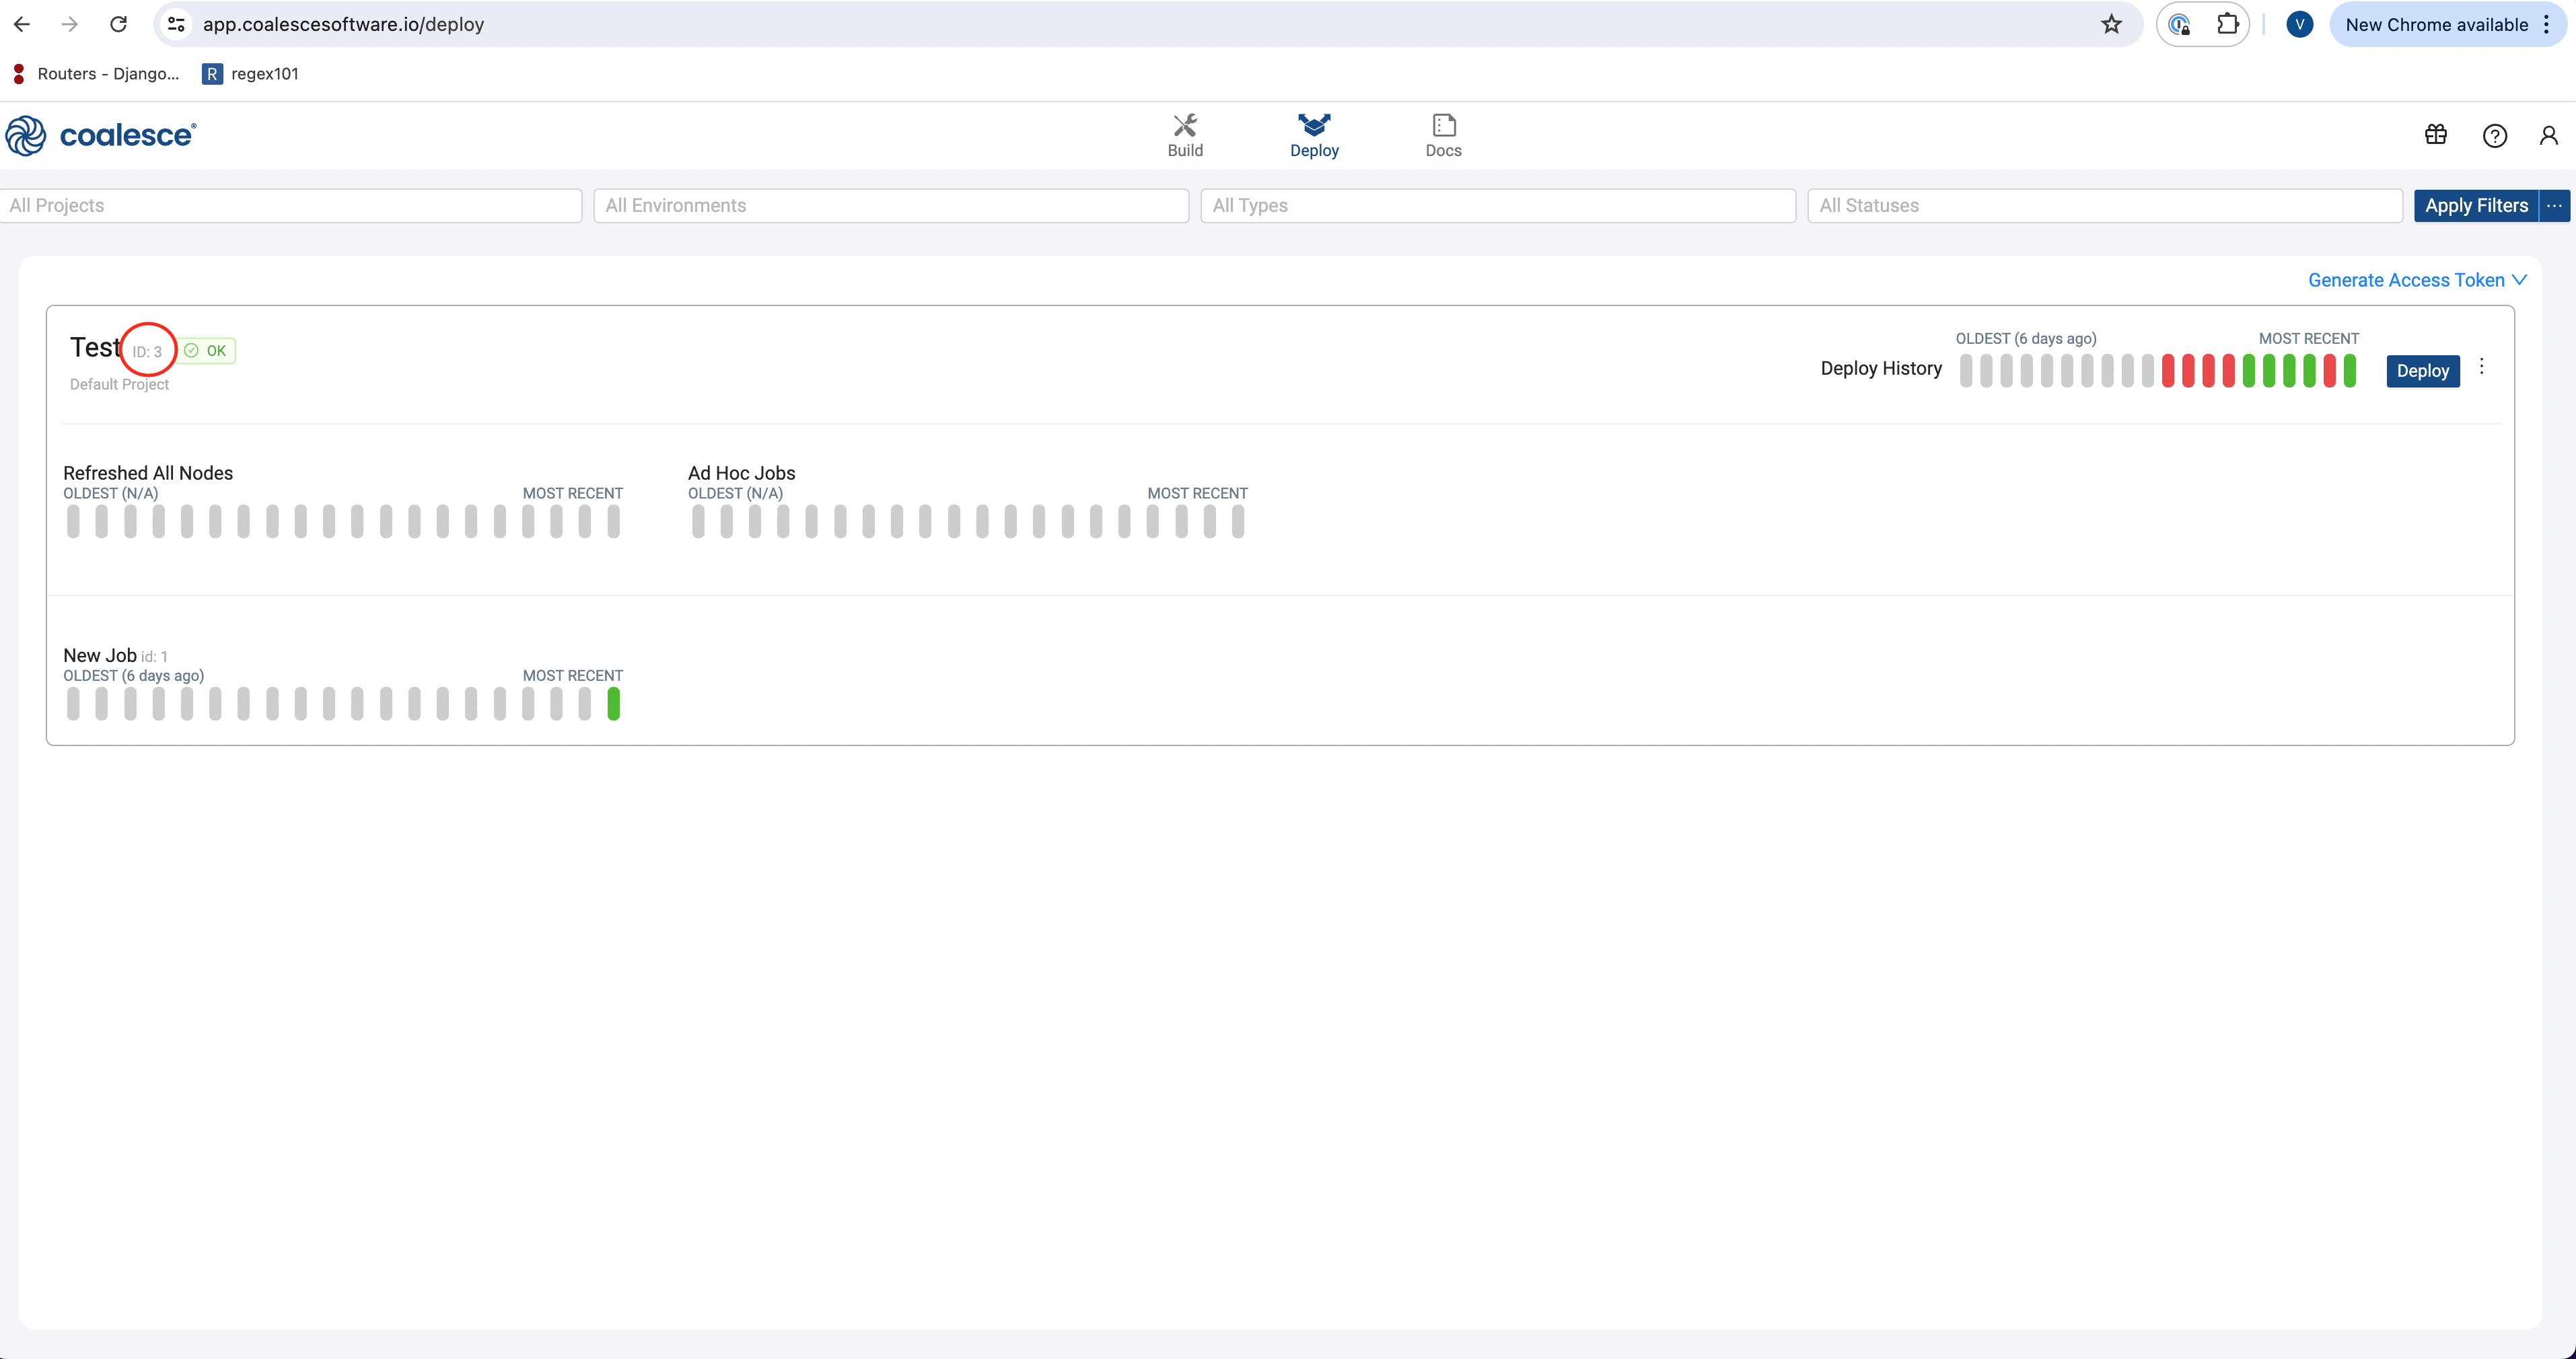 app.coalescesoftware.io/deploy
V
New Chrome available
Routers - Django...
R regex101
coalesce®
Build
Deploy
Docs
All Projects
All Environments
All Types
All Statuses
Apply Filters ...
Generate Access Token
Test ID: 3 OK
Default Project
Deploy History
OLDEST (6 days ago)
MOST RECENT
Deploy
Refreshed All Nodes
OLDEST (N/A)
MOST RECENT
Ad Hoc Jobs
OLDEST (N/A)
MOST RECENT
New Job id: 1
OLDEST (6 days ago)
MOST RECENT